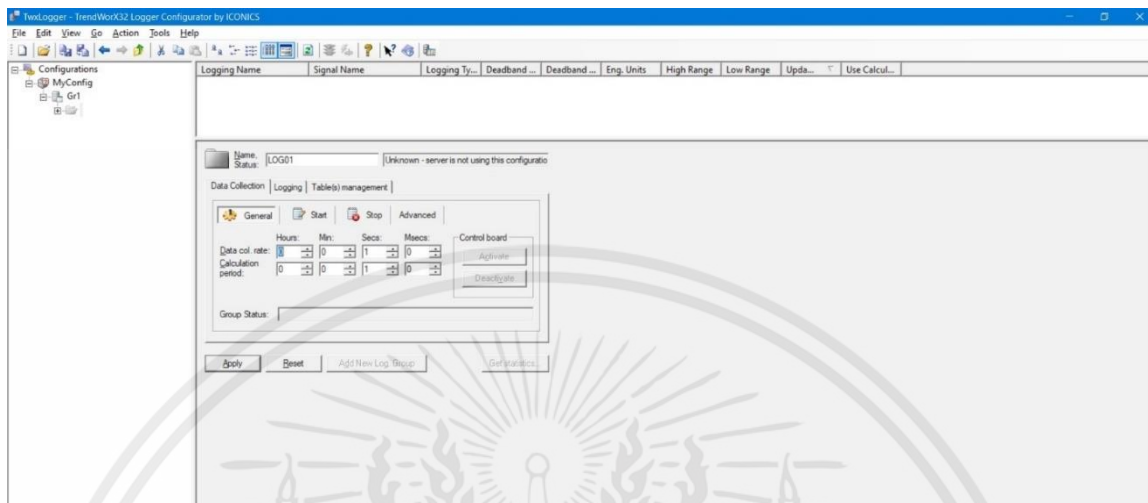 TwxLogger - TrendWorX32 Logger Configurator by ICONICS
File Edit View Go Action Tools Help
Configurations
MyConfig
Gr1
Logging Name Signal Name Logging Ty... Deadband ... Deadband ... Eng. Units High Range Low Range Upda... Use Calcul...
Name, Status: LOG01 Unknown - server is not using this configuratio
Data Collection Logging Table(s) management
General Start Stop Advanced
Hours: Min: Secs: Msecs: Control board
Data col. rate: 0 0 1 0 Activate
Calculation period: 0 0 1 0 Deactivate
Group Status:
Apply Reset Add New Log. Group Get statistics...